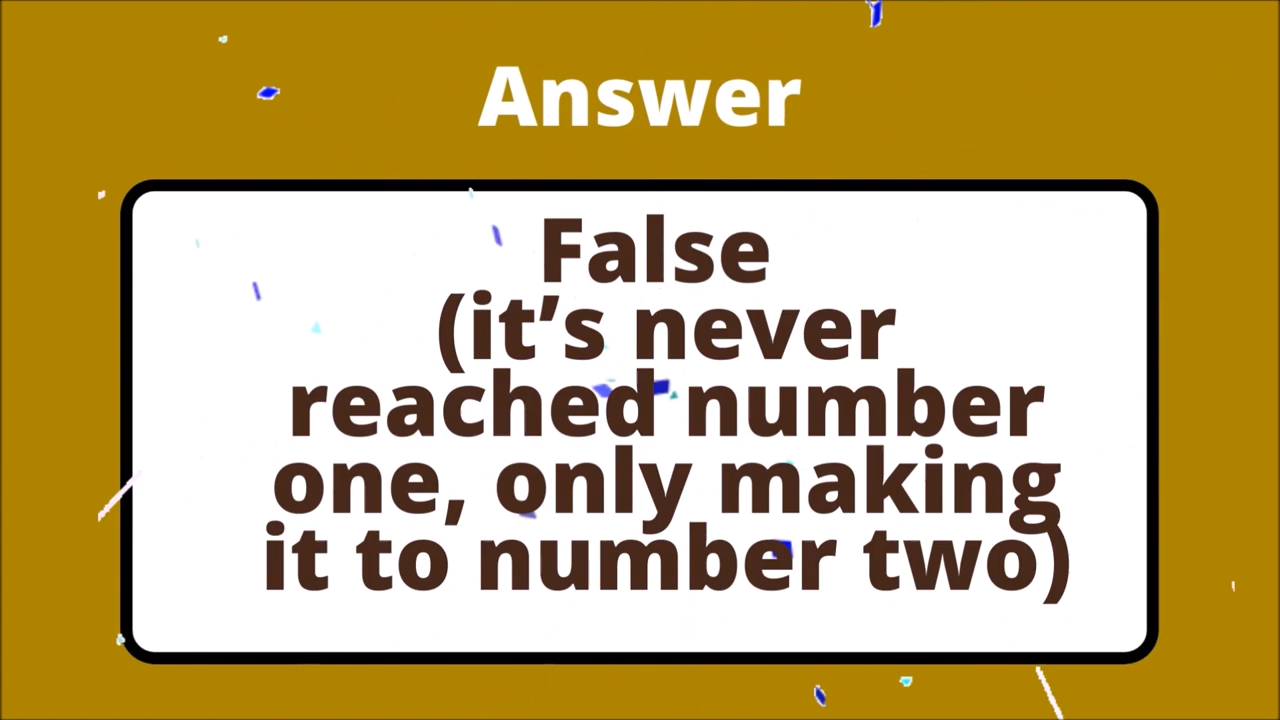 Answer
False
(it’s never
reached number
one, only making
it to number two)